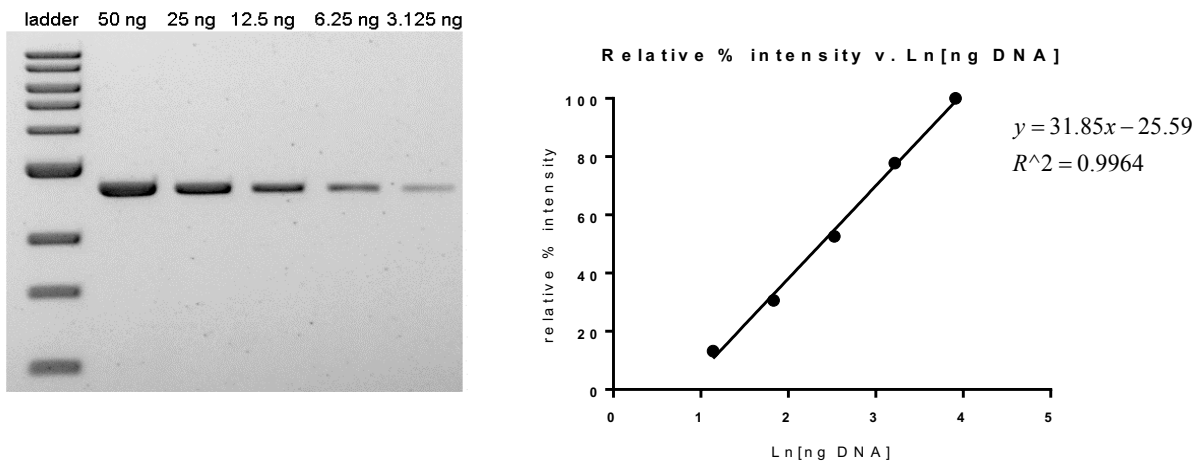 ladder 50 ng 25 ng 12.5 ng 6.25 ng 3.125 ng
Relative % intensity v. Ln[ng DNA]
y = 31.85x − 25.59
R^2 = 0.9964
relative % intensity
100
80
60
40
20
0
0 1 2 3 4 5
Ln[ng DNA]